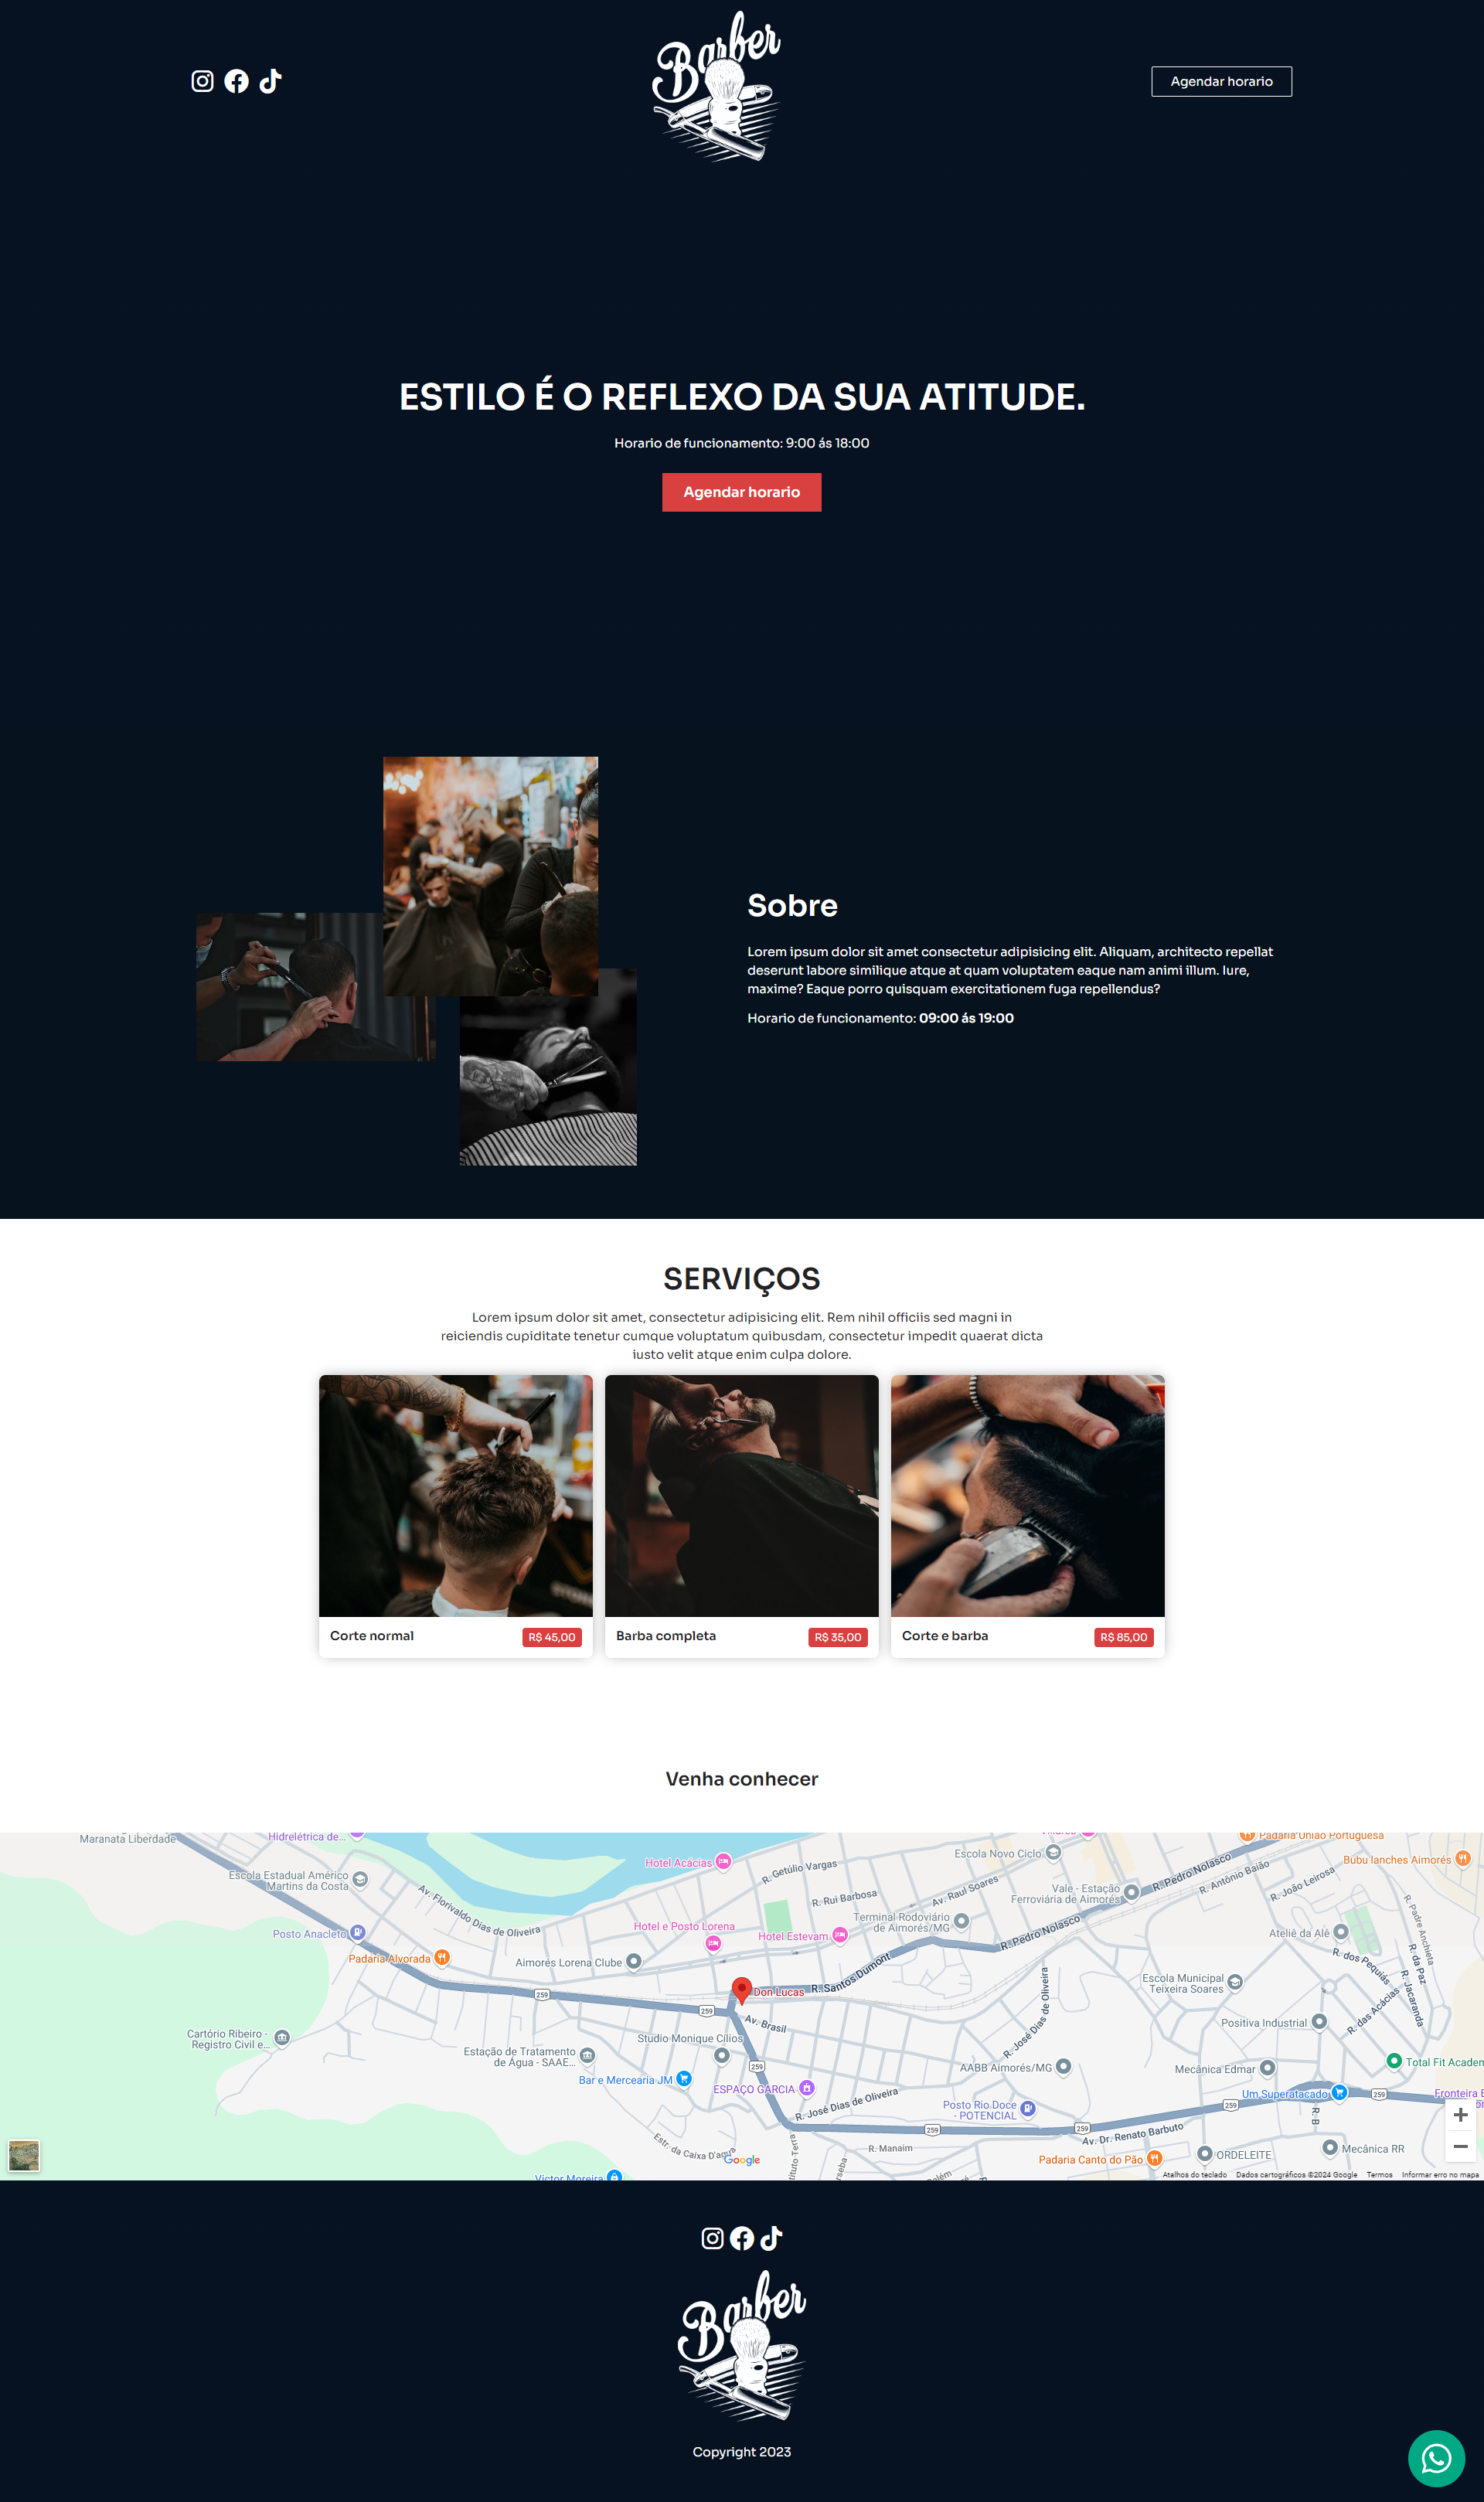 Barber
Agendar horario
ESTILO É O REFLEXO DA SUA ATITUDE.
Horario de funcionamento: 9:00 ás 18:00
Agendar horario
Sobre
Lorem ipsum dolor sit amet consectetur adipisicing elit. Aliquam, architecto repellat
deserunt labore similique atque at quam voluptatem eaque nam animi illum. Iure,
maxime? Eaque porro quisquam exercitationem fuga repellendus?
Horario de funcionamento: 09:00 ás 19:00
SERVIÇOS
Lorem ipsum dolor sit amet, consectetur adipisicing elit. Rem nihil officiis sed magni in
reiciendis cupiditate tenetur cumque voluptatum quibusdam, consectetur impedit quaerat dicta
iusto velit atque enim culpa dolore.
Corte normal
R$ 45,00
Barba completa
R$ 35,00
Corte e barba
R$ 85,00
Venha conhecer
Maranata Liberdade
Hidrelétrica de...
Padaria União Portuguesa
Hotel Acácias
R. Getúlio Vargas
Escola Novo Ciclo
R. Pedro Nolasco
Bubu lanches Aimorés
Escola Estadual Américo
Martins da Costa
Av. Florivaldo Dias de Oliveira
R. Rui Barbosa
Av. Raul Soares
Vale - Estação
Ferroviária de Aimorés
R. Antônio Baião
R. João Leirosa
R. Padre Anchieta
Posto Anacleto
Hotel e Posto Lorena
Hotel Estevam
Terminal Rodoviário
de Aimorés/MG
R. Pedro Nolasco
Ateliê da Alê
Padaria Alvorada
Aimorés Lorena Clube
R. dos Pequiás
R. da Paz
Don Lucas
R. Santos Dumont
Escola Municipal
Teixeira Soares
R. Jacaranda
R. das Acácias
259
259
Av. Brasil
R. José Dias de Oliveira
Positiva Industrial
Cartório Ribeiro -
Registro Civil e...
Studio Monique Cílios
Estação de Tratamento
de Água - SAAE...
259
AABB Aimorés/MG
Mecânica Edmar
Total Fit Academ
Bar e Mercearia JM
ESPAÇO GARCIA
Um Superatacado
259
Fronteira
R. José Dias de Oliveira
Posto Rio Doce
- POTENCIAL
259
R. B
259
259
Av. Dr. Renato Barbuto
Estr. da Caixa D'agua
R. Manaim
Padaria Canto do Pão
ORDELEITE
Mecânica RR
Google
Victor Moreira
Atalhos do teclado
Dados cartográficos ©2024 Google
Termos
Informar erro no mapa
Barber
Copyright 2023